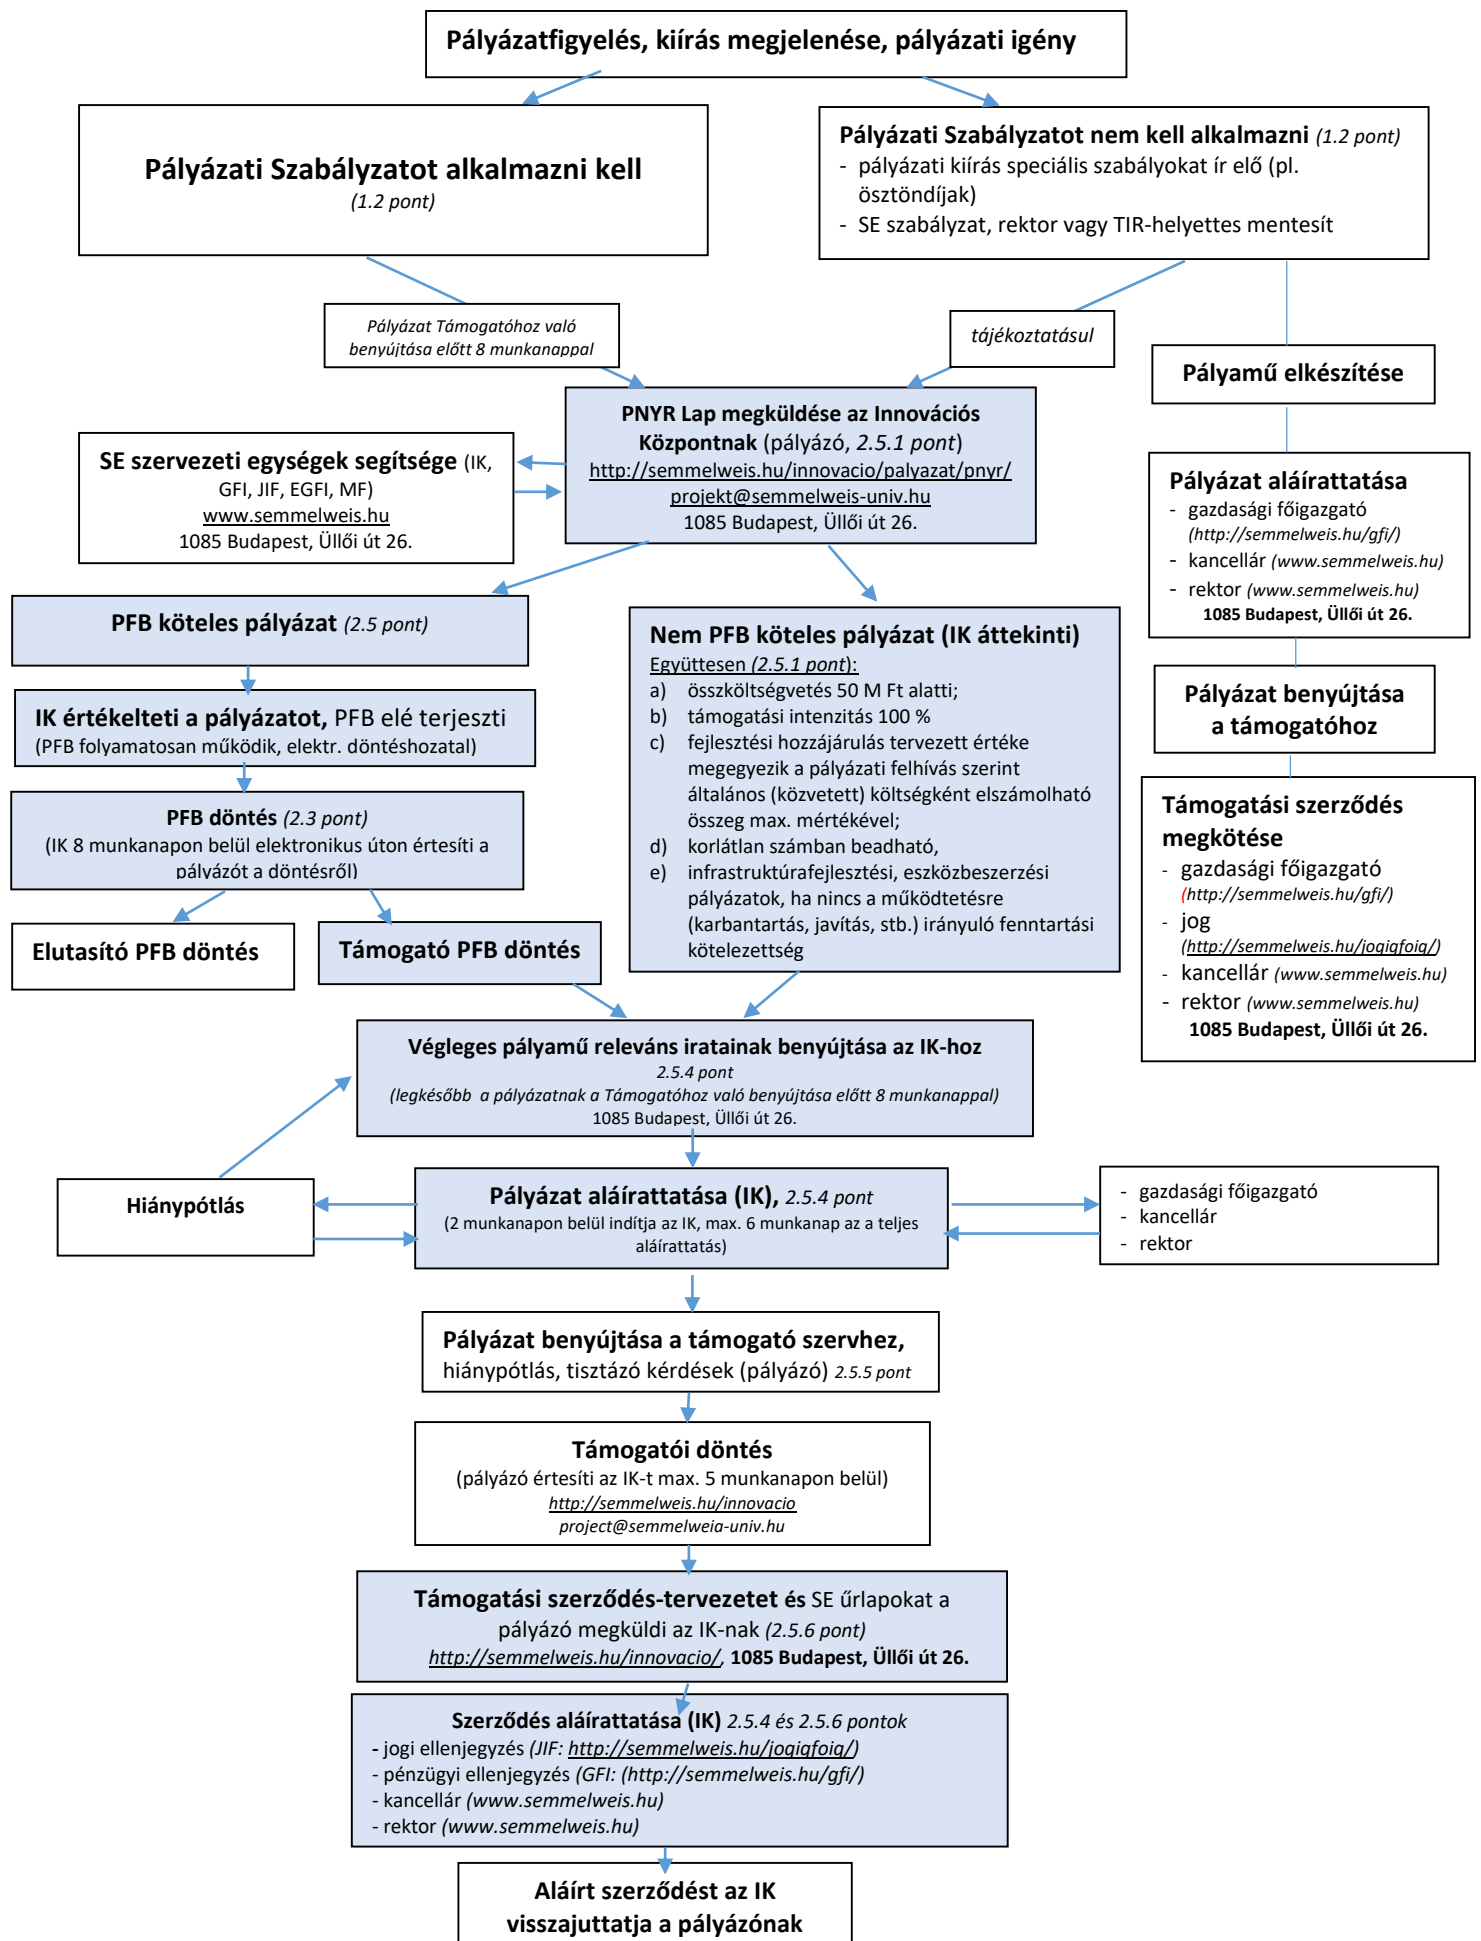 Pályázatfigyelés, kiírás megjelenése, pályázati igény
Pályázati Szabályzatot alkalmazni kell
(1.2 pont)
Pályázati Szabályzatot nem kell alkalmazni (1.2 pont)
- pályázati kiírás speciális szabályokat ír elő (pl.
ösztöndíjak)
- SE szabályzat, rektor vagy TIR-helyettes mentesít
Pályázat Támogatóhoz való
benyújtása előtt 8 munkanappal
tájékoztatásul
Pályamű elkészítése
PNYR Lap megküldése az Innovációs
Központnak (pályázó, 2.5.1 pont)
http://semmelweis.hu/innovacio/palyazat/pnyr/
projekt@semmelweis-univ.hu
1085 Budapest, Üllői út 26.
SE szervezeti egységek segítsége (IK,
GFI, JIF, EGFI, MF)
www.semmelweis.hu
1085 Budapest, Üllői út 26.
Pályázat aláírattatása
- gazdasági főigazgató
(http://semmelweis.hu/gfi/)
- kancellár (www.semmelweis.hu)
- rektor (www.semmelweis.hu)
1085 Budapest, Üllői út 26.
PFB köteles pályázat (2.5 pont)
Nem PFB köteles pályázat (IK áttekinti)
Együttesen (2.5.1 pont):
a) összköltségvetés 50 M Ft alatti;
b) támogatási intenzitás 100 %
c) fejlesztési hozzájárulás tervezett értéke
megegyezik a pályázati felhívás szerint
általános (közvetett) költségként elszámolható
összeg max. mértékével;
d) korlátlan számban beadható,
e) infrastruktúrafejlesztési, eszközbeszerzési
pályázatok, ha nincs a működtetésre
(karbantartás, javítás, stb.) irányuló fenntartási
kötelezettség
IK értékelteti a pályázatot, PFB elé terjeszti
(PFB folyamatosan működik, elektr. döntéshozatal)
Pályázat benyújtása
a támogatóhoz
PFB döntés (2.3 pont)
(IK 8 munkanapon belül elektronikus úton értesíti a
pályázót a döntésről)
Támogatási szerződés
megkötése
- gazdasági főigazgató
(http://semmelweis.hu/gfi/)
- jog
(http://semmelweis.hu/jogigfoig/)
- kancellár (www.semmelweis.hu)
- rektor (www.semmelweis.hu)
1085 Budapest, Üllői út 26.
Elutasító PFB döntés
Támogató PFB döntés
Végleges pályamű releváns iratainak benyújtása az IK-hoz
2.5.4 pont
(legkésőbb a pályázatnak a Támogatóhoz való benyújtása előtt 8 munkanappal)
1085 Budapest, Üllői út 26.
Hiánypótlás
Pályázat aláírattatása (IK), 2.5.4 pont
(2 munkanapon belül indítja az IK, max. 6 munkanap az a teljes
aláírattatás)
- gazdasági főigazgató
- kancellár
- rektor
Pályázat benyújtása a támogató szervhez,
hiánypótlás, tisztázó kérdések (pályázó) 2.5.5 pont
Támogatói döntés
(pályázó értesíti az IK-t max. 5 munkanapon belül)
http://semmelweis.hu/innovacio
project@semmelweia-univ.hu
Támogatási szerződés-tervezetet és SE űrlapokat a
pályázó megküldi az IK-nak (2.5.6 pont)
http://semmelweis.hu/innovacio/, 1085 Budapest, Üllői út 26.
Szerződés aláírattatása (IK) 2.5.4 és 2.5.6 pontok
- jogi ellenjegyzés (JIF: http://semmelweis.hu/jogigfoig/)
- pénzügyi ellenjegyzés (GFI: (http://semmelweis.hu/gfi/)
- kancellár (www.semmelweis.hu)
- rektor (www.semmelweis.hu)
Aláírt szerződést az IK
visszajuttatja a pályázónak